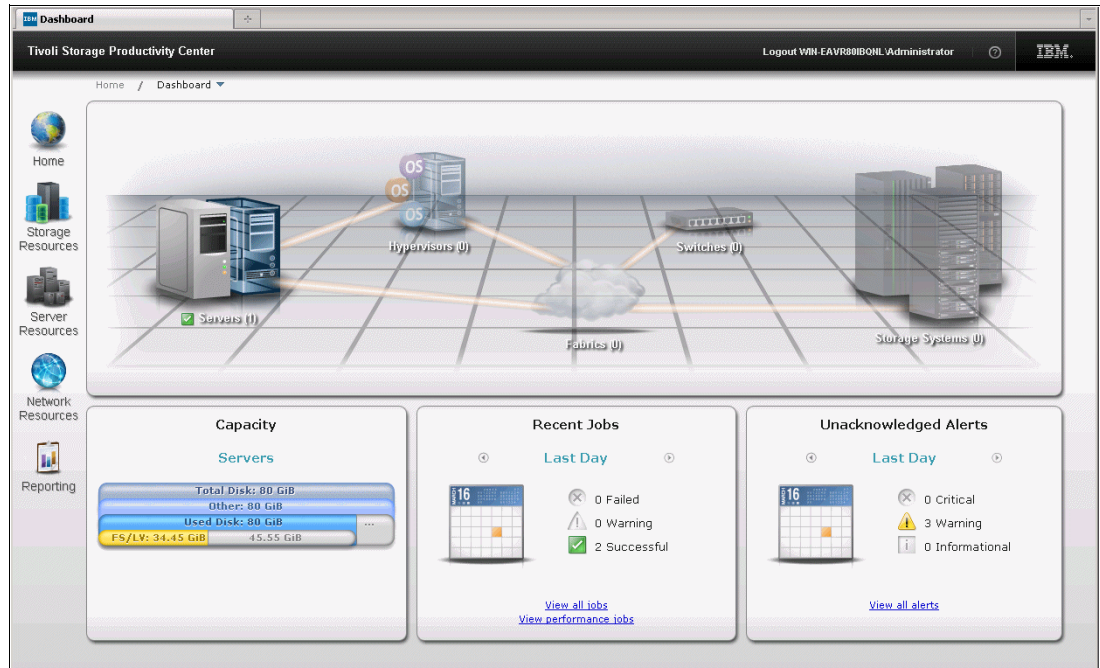 IBM Dashboard
Tivoli Storage Productivity Center
Logout WIN-EAVR80IBQNL\Administrator
?
IBM.
Home / Dashboard
Home
Storage
Resources
Server
Resources
Network
Resources
Reporting
OS
OS
OS
Hypervisors (0)
Switches (0)
Servers (1)
Fabrics (0)
Storage Systems (0)
Capacity
Servers
Total Disk: 80 GiB
Other: 80 GiB
Used Disk: 80 GiB
...
FS/LV: 34.45 GiB
45.55 GiB
Recent Jobs
Last Day
MARCH
16
0 Failed
0 Warning
2 Successful
View all jobs
View performance jobs
Unacknowledged Alerts
Last Day
MARCH
16
0 Critical
3 Warning
0 Informational
View all alerts